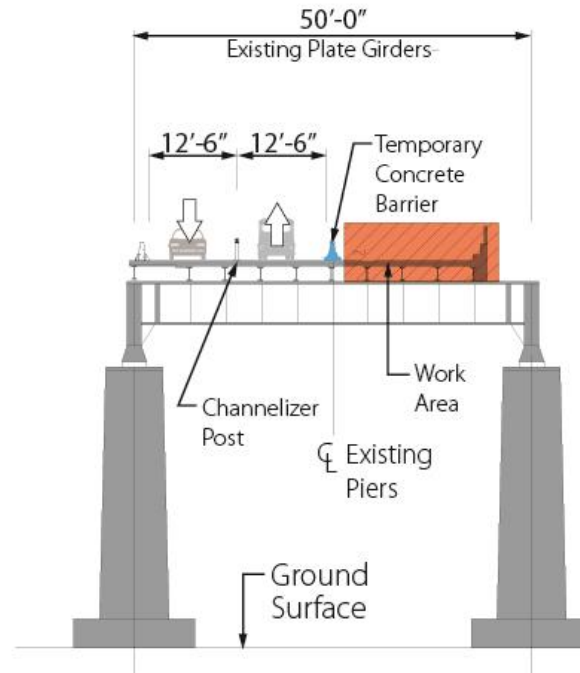 50'-0"
Existing Plate Girders
12'-6" 12'-6"
Temporary
Concrete
Barrier
Channelizer
Post
Work
Area
℄ Existing
Piers
Ground
Surface